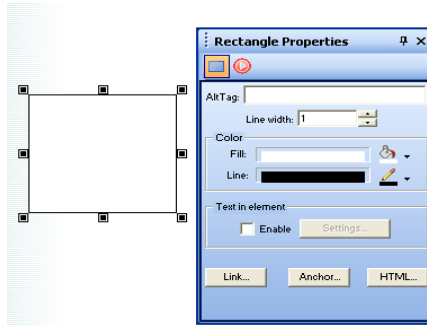 Rectangle Properties
AltTag:
Line width: 1
Color
Fill:
Line:
Text in element
Enable Settings...
Link... Anchor... HTML...